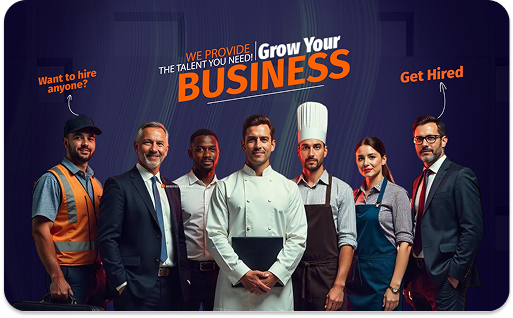 WE PROVIDE
THE TALENT YOU NEED!
Grow Your
BUSINESS
Want to hire
anyone?
Get Hired